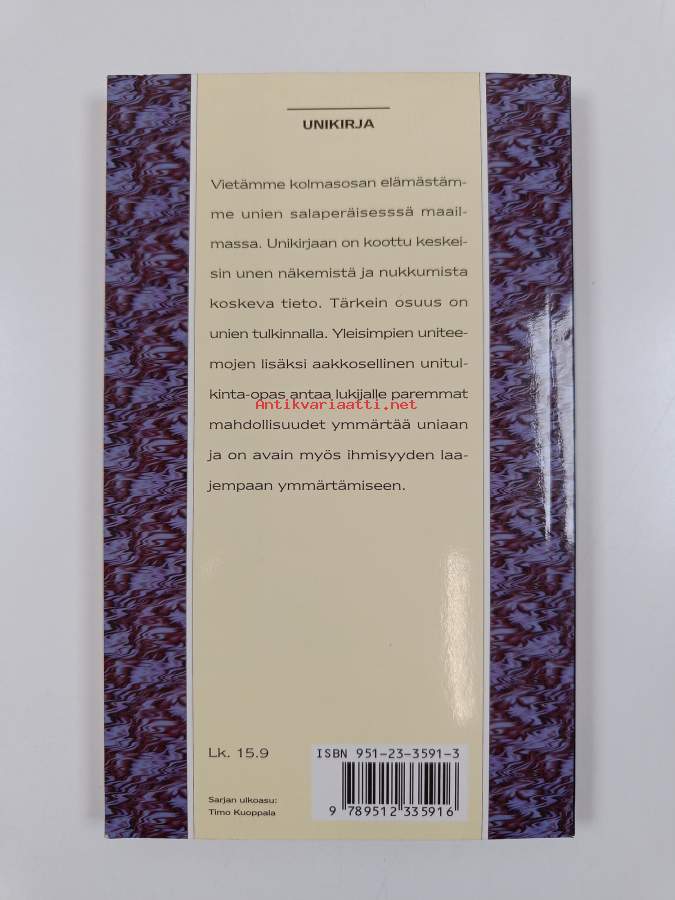 UNIKIRJA
Vietämme kolmasosan elämästäm-
me unien salaperäisesssä maail-
massa. Unikirjaan on koottu keskei-
sin unen näkemistä ja nukkumista
koskeva tieto. Tärkein osuus on
unien tulkinnalla. Yleisimpien unitee-
mojen lisäksi aakkosellinen unitul-
kinta-opas antaa lukijalle paremmat
Antikvariaatti.net
mahdollisuudet ymmärtää uniaan
ja on avain myös ihmisyyden laa-
jempaan ymmärtämiseen.
Lk. 15.9
ISBN 951-23-3591-3
Sarjan ulkoasu:
Timo Kuoppala
9 789512 335916